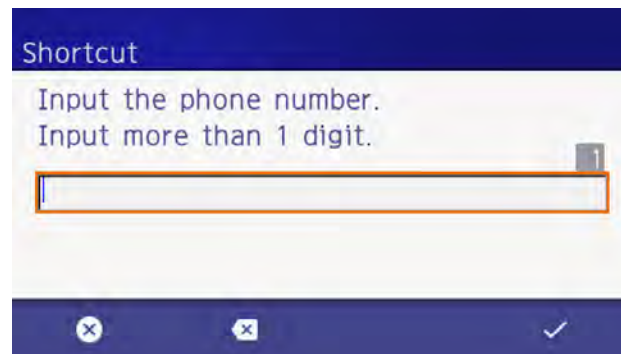 Shortcut
Input the phone number.
Input more than 1 digit.
1